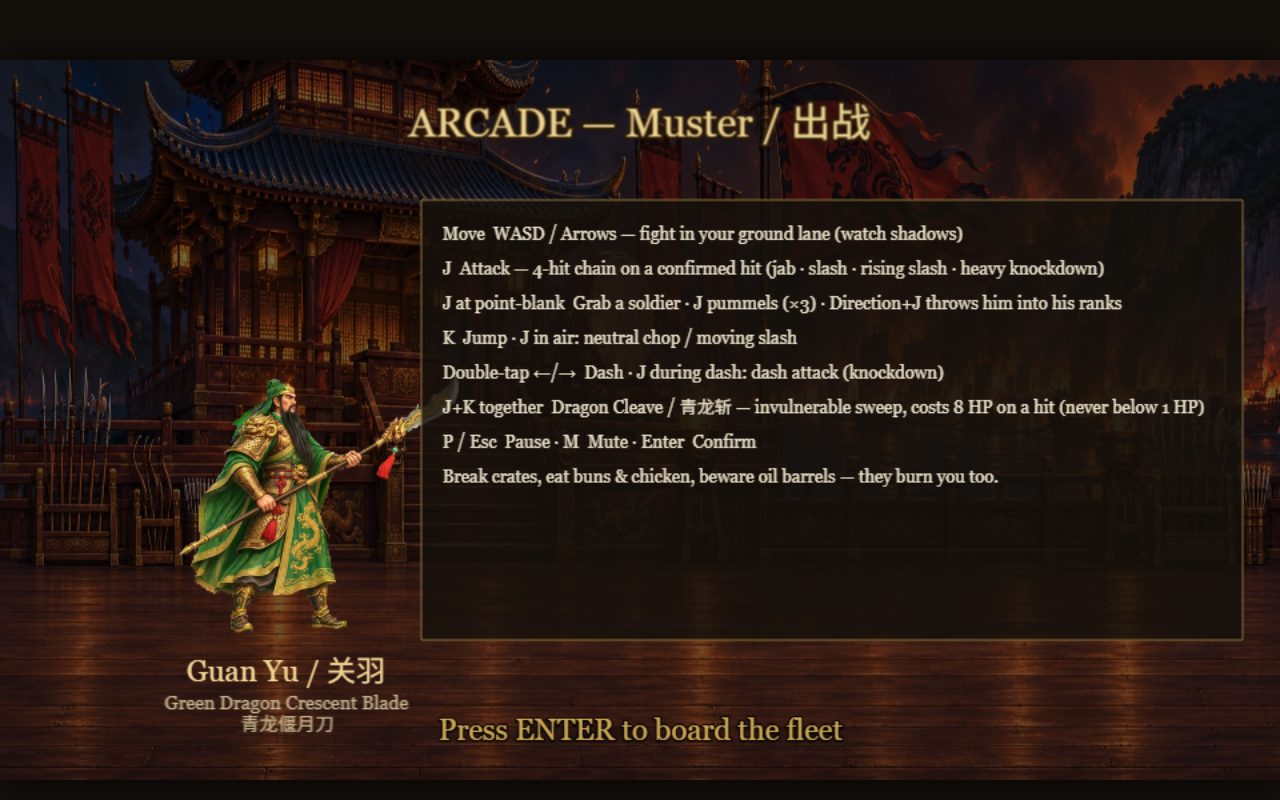 ARCADE — Muster / 出战
Move WASD / Arrows — fight in your ground lane (watch shadows)
J Attack — 4-hit chain on a confirmed hit (jab · slash · rising slash · heavy knockdown)
J at point-blank Grab a soldier · J pummels (×3) · Direction+J throws him into his ranks
K Jump · J in air: neutral chop / moving slash
Double-tap ←/→ Dash · J during dash: dash attack (knockdown)
J+K together Dragon Cleave / 青龙斩 — invulnerable sweep, costs 8 HP on a hit (never below 1 HP)
P / Esc Pause · M Mute · Enter Confirm
Break crates, eat buns & chicken, beware oil barrels — they burn you too.
Guan Yu / 关羽
Green Dragon Crescent Blade
青龙偃月刀
Press ENTER to board the fleet